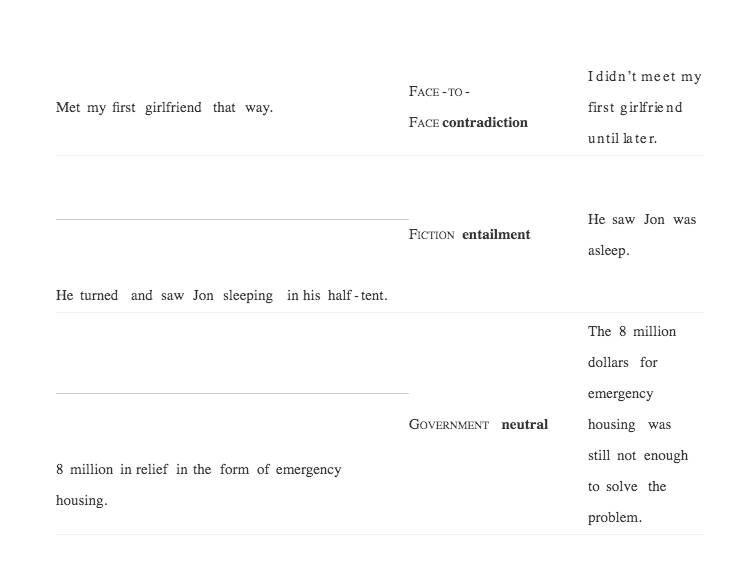 Met my first girlfriend that way.
FACE-TO-
FACE contradiction
I didn't meet my
first girlfriend
until later.
He turned and saw Jon sleeping in his half-tent.
FICTION entailment
He saw Jon was
asleep.
8 million in relief in the form of emergency
housing.
GOVERNMENT neutral
The 8 million
dollars for
emergency
housing was
still not enough
to solve the
problem.